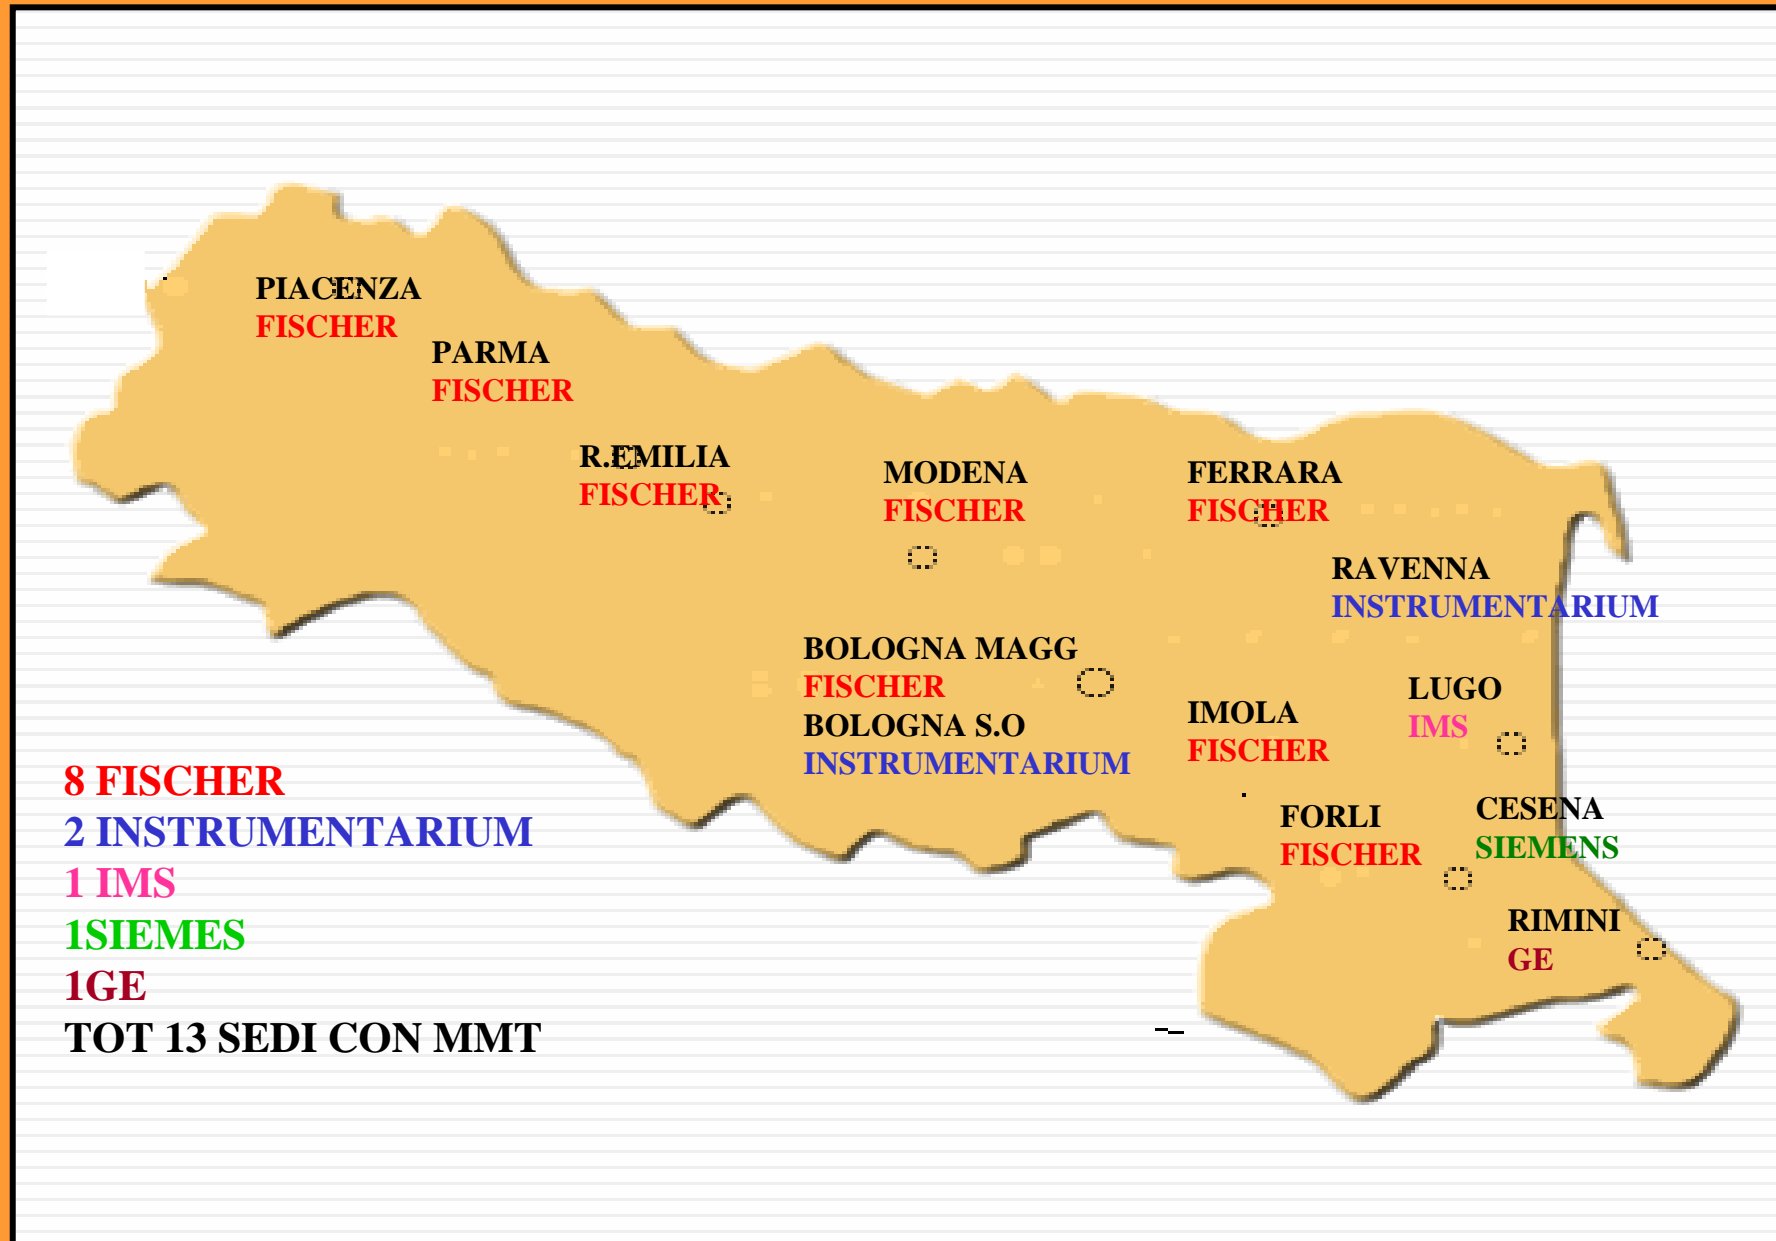 PIACENZA
FISCHER
PARMA
FISCHER
R.EMILIA
FISCHER
MODENA
FISCHER
FERRARA
FISCHER
RAVENNA
INSTRUMENTARIUM
BOLOGNA MAGG
FISCHER
BOLOGNA S.O
INSTRUMENTARIUM
IMOLA
FISCHER
LUGO
IMS
FORLI
FISCHER
CESENA
SIEMENS
RIMINI
GE
8 FISCHER
2 INSTRUMENTARIUM
1 IMS
1SIEMES
1GE
TOT 13 SEDI CON MMT